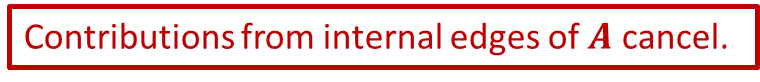 Contributions from internal edges of A cancel.